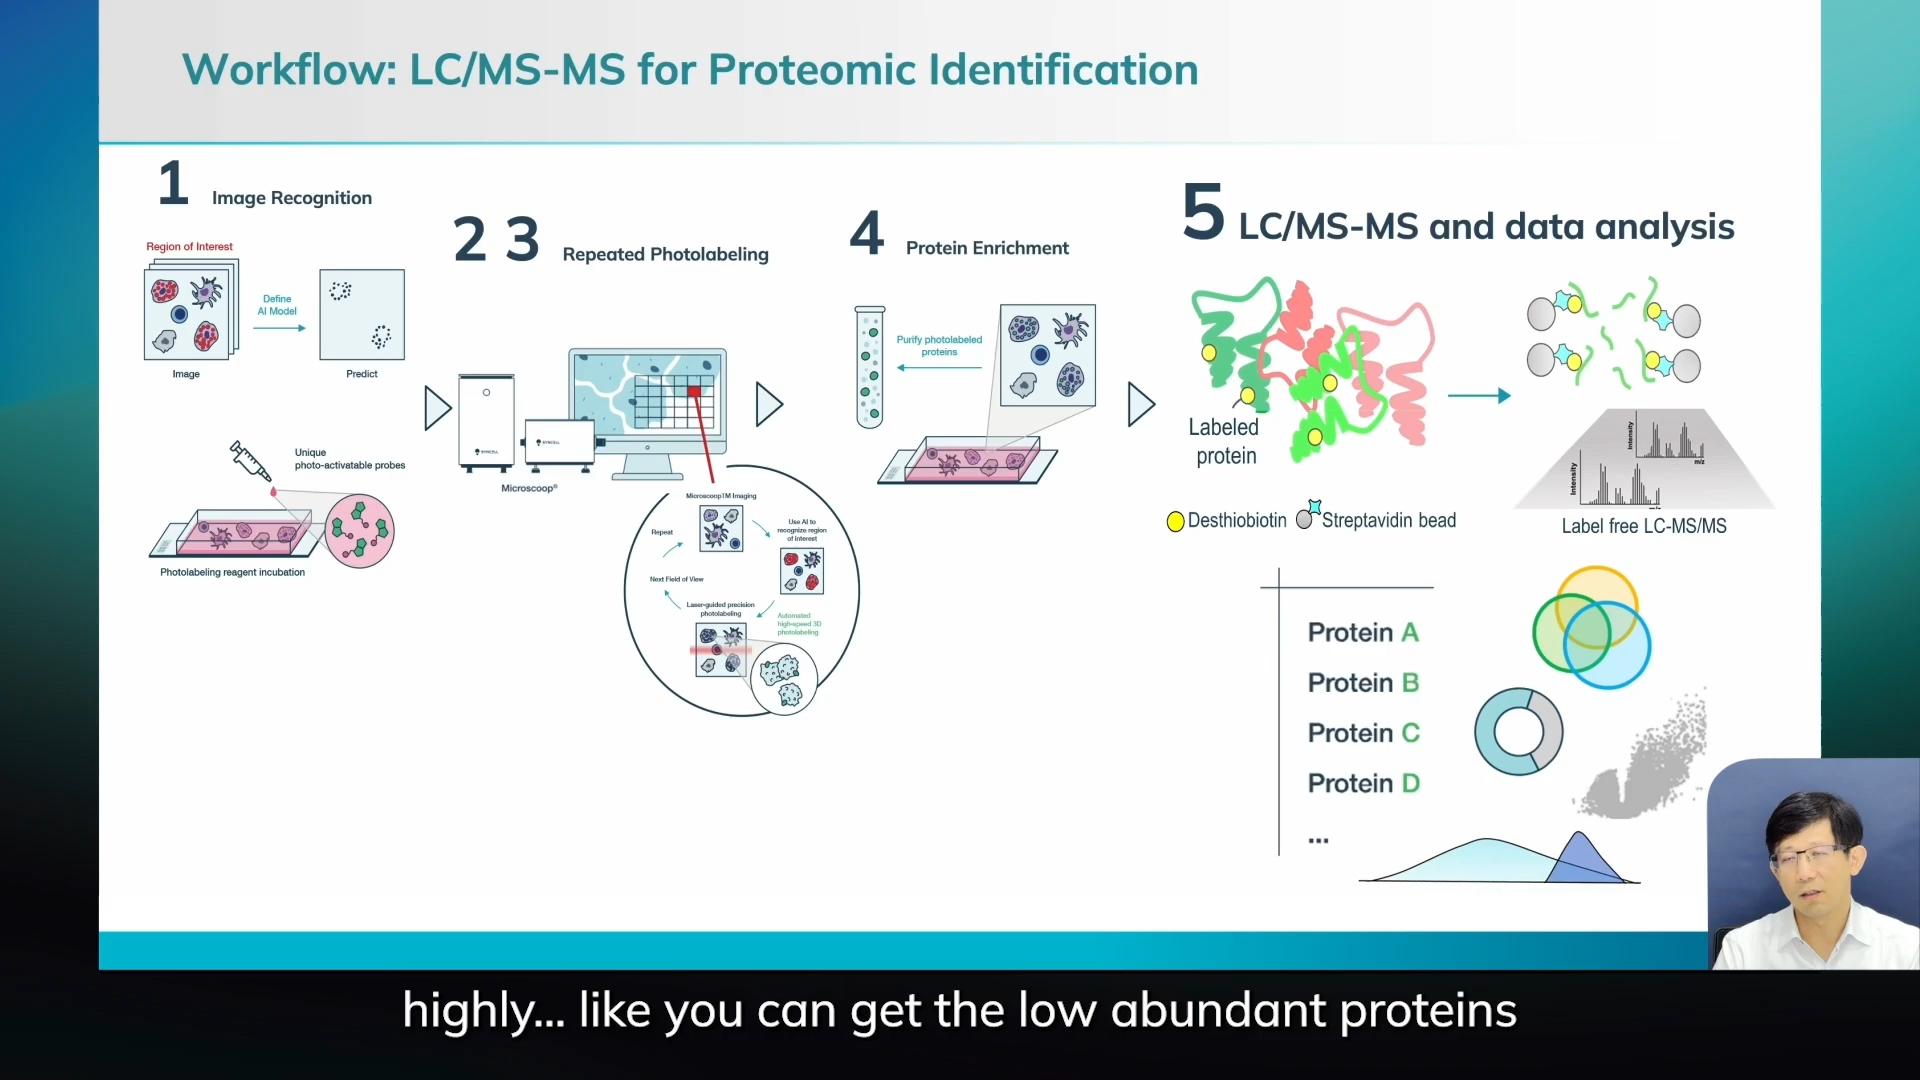 Workflow: LC/MS-MS for Proteomic Identification
1 Image Recognition
Region of Interest
Define
AI Model
Image
Predict
Unique
photo-activatable probes
Photolabeling reagent incubation
2 3 Repeated Photolabeling
SYNCELL
SYNCELL
Microscoop®
MicroscoopTM Imaging
Repeat
Use AI to
recognize region
of interest
Next Field of View
Laser-guided precision
photolabeling
Automated
high-speed 3D
photolabeling
4 Protein Enrichment
Purify photolabeled
proteins
5 LC/MS-MS and data analysis
Labeled
protein
Desthiobiotin
Streptavidin bead
Intensity
m/z
Intensity
Label free LC-MS/MS
Protein A
Protein B
Protein C
Protein D
...
highly... like you can get the low abundant proteins